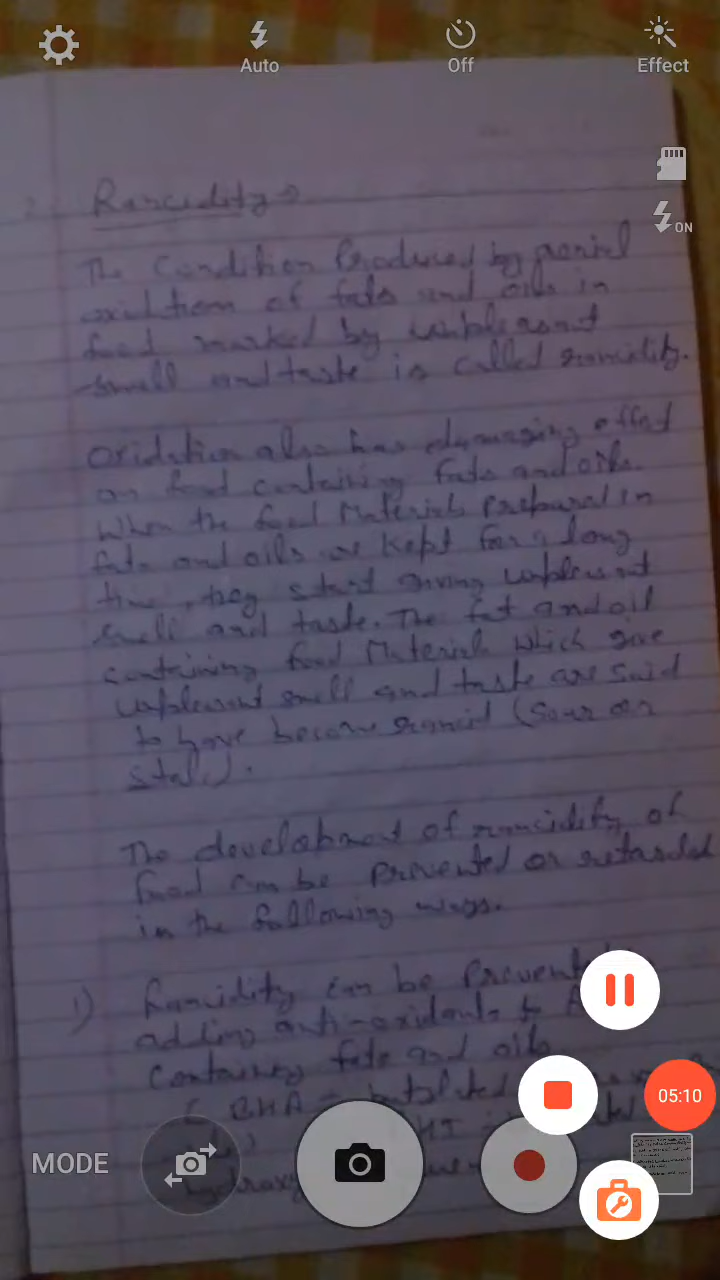 Auto
Off
Effect
ON
Rancidity →
The Condition Produced by aerial
oxidation of fats and oils in
food marked by unpleasant
smell and taste is called rancidity.
Oxidation also has damaging effect
on food containing fats and oils.
When the food Materials prepared in
fats and oils are kept for a long
time, they start giving unpleasant
smell and taste. The fat and oil
containing food Materials which give
unpleasant smell and taste are said
to have become rancid (Sour or
stale).
The development of rancidity of
food can be prevented or retarded
in the following ways.
1) Rancidity can be prevented
adding anti-oxidants to
containing fats and oils
( BHA -
MODE
05:10